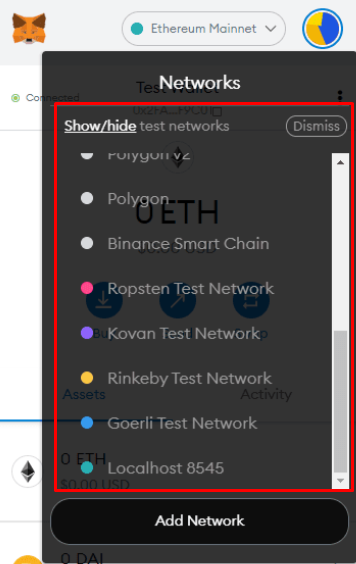 Ethereum Mainnet
Networks
Connected
Test Wallet
Show/hide test networks
Dismiss
Polygon v2
Polygon
0 ETH
Binance Smart Chain
Ropsten Test Network
Kovan Test Network
Rinkeby Test Network
Assets
Activity
Goerli Test Network
0 ETH
Localhost 8545
$0.00 USD
Add Network
0 DAI